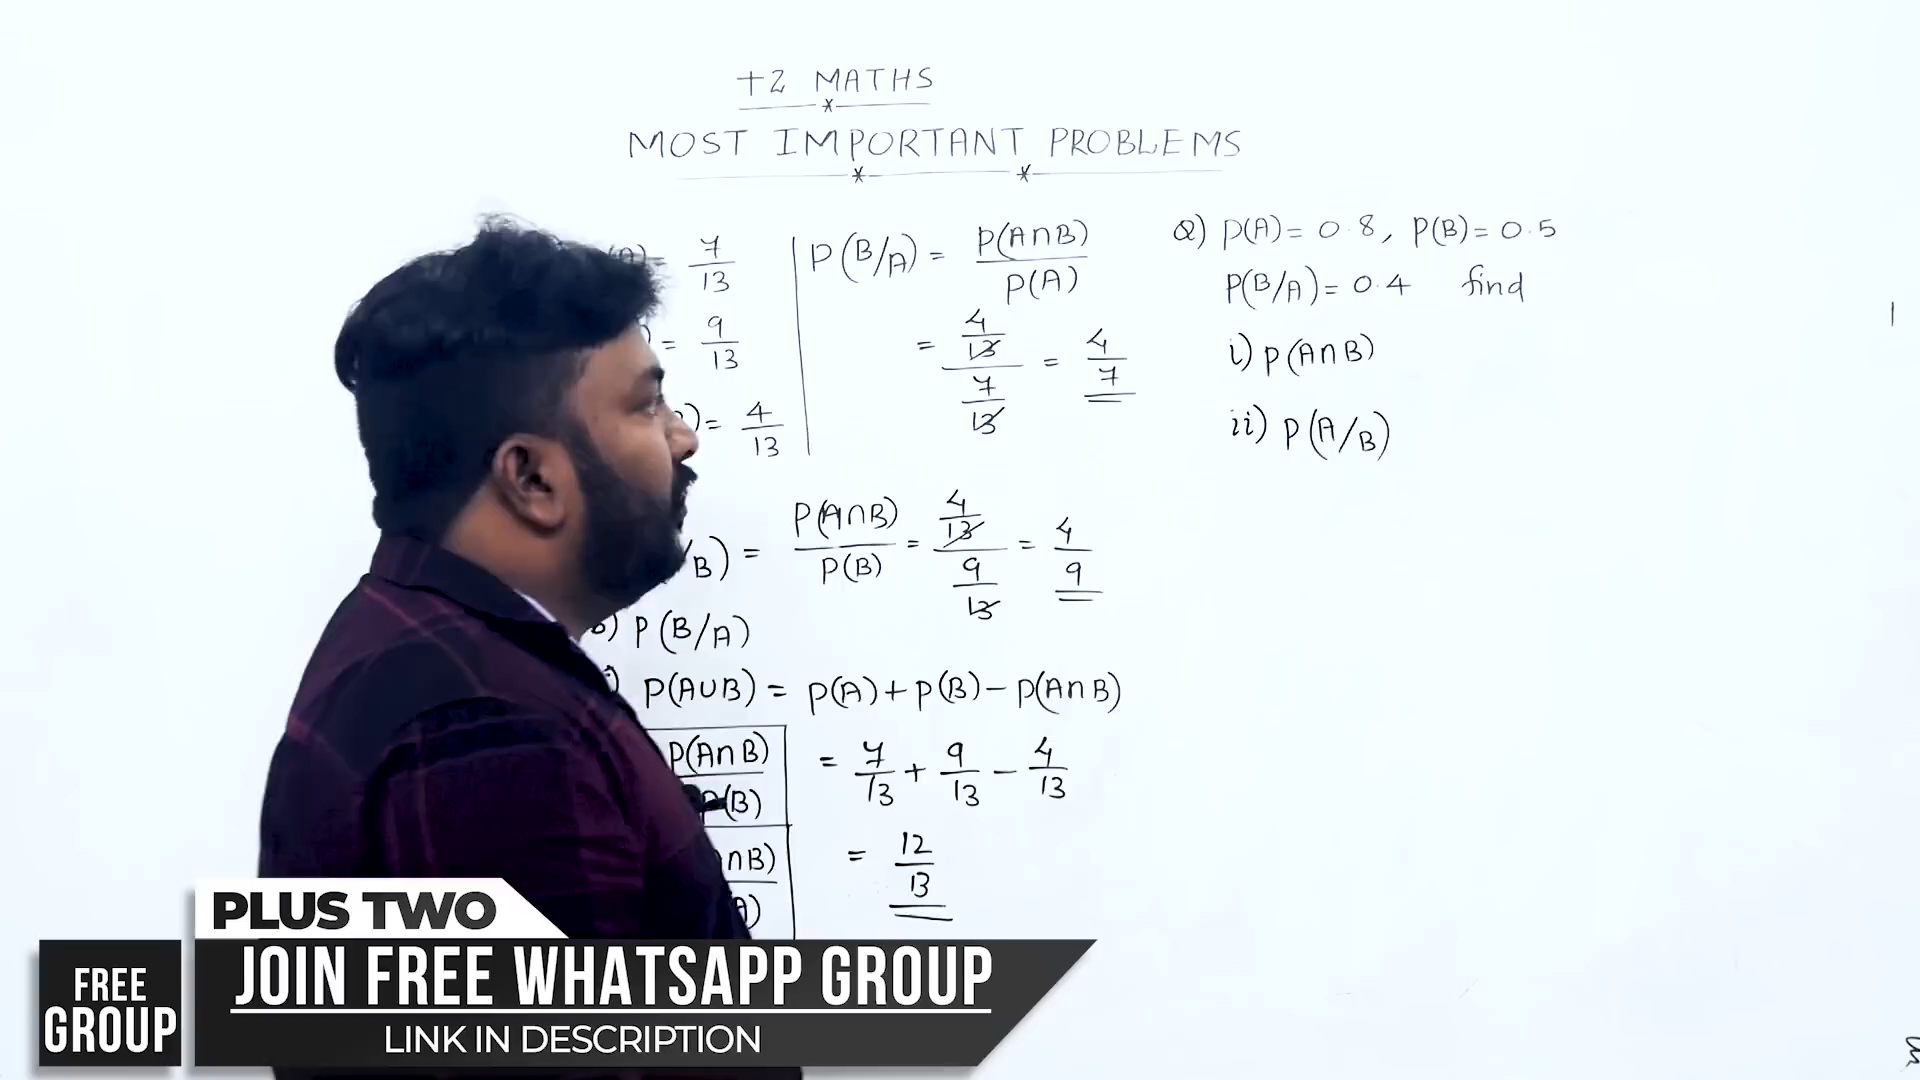 +2 MATHS
MOST IMPORTANT PROBLEMS
(A) = 7/13
) = 9/13
) = 4/13
P(B/A) = P(A∩B)/P(A)
= (4/13)/(7/13) = 4/7
/B) = P(A∩B)/P(B) = (4/13)/(9/13) = 4/9
b) P(B/A)
P(A∪B) = P(A) + P(B) − P(A∩B)
= 7/13 + 9/13 − 4/13
= 12/13
P(A∩B)
P(B)
∩B)
A)
Q) P(A) = 0.8, P(B) = 0.5
P(B/A) = 0.4 find
i) P(A∩B)
ii) P(A/B)
PLUS TWO
FREE GROUP
JOIN FREE WHATSAPP GROUP
LINK IN DESCRIPTION